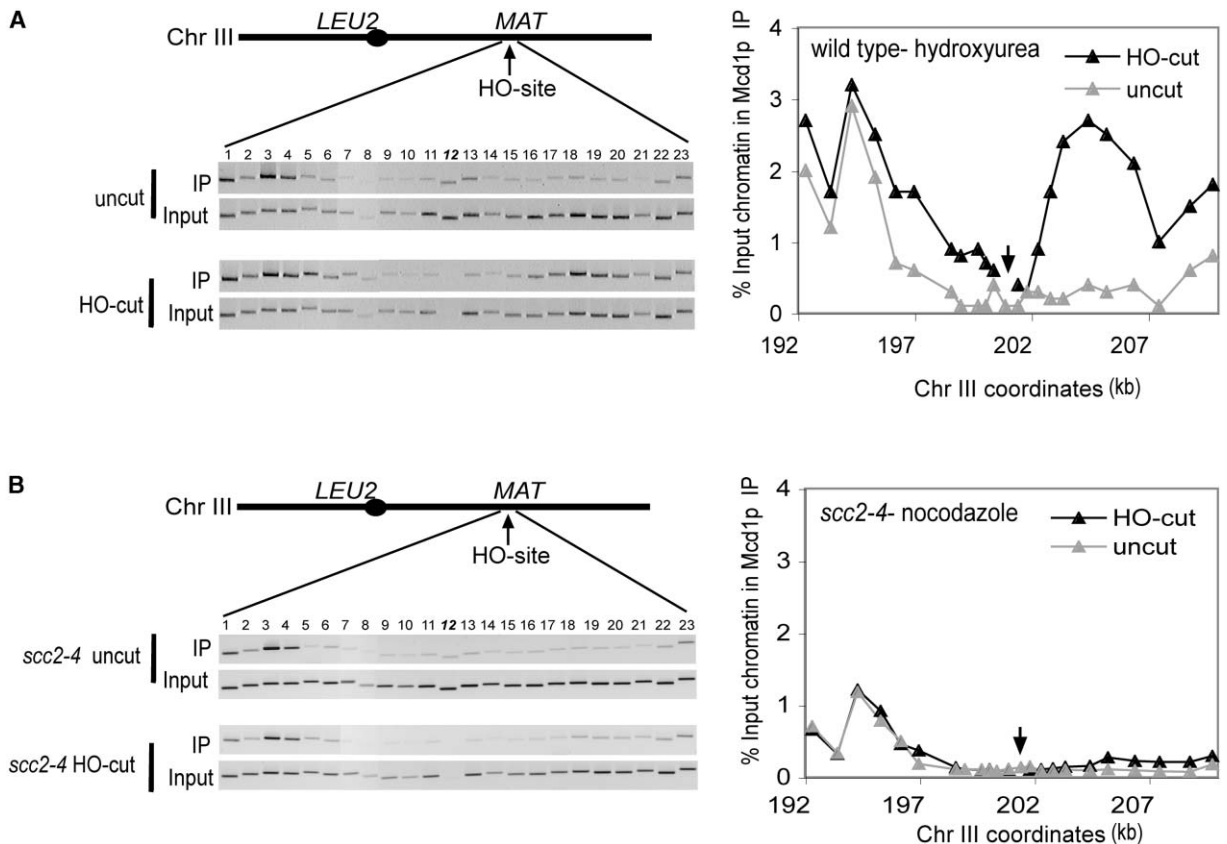 A
LEU2 MAT
Chr III
HO-site
1 2 3 4 5 6 7 8 9 10 11 12 13 14 15 16 17 18 19 20 21 22 23
uncut
IP
Input
HO-cut
IP
Input
wild type- hydroxyurea
HO-cut
uncut
% Input chromatin in Mcd1p IP
4
3
2
1
0
192 197 202 207
Chr III coordinates (kb)
B
LEU2 MAT
Chr III
HO-site
1 2 3 4 5 6 7 8 9 10 11 12 13 14 15 16 17 18 19 20 21 22 23
scc2-4 uncut
IP
Input
scc2-4 HO-cut
IP
Input
scc2-4- nocodazole
HO-cut
uncut
% Input chromatin in Mcd1p IP
4
3
2
1
0
192 197 202 207
Chr III coordinates (kb)